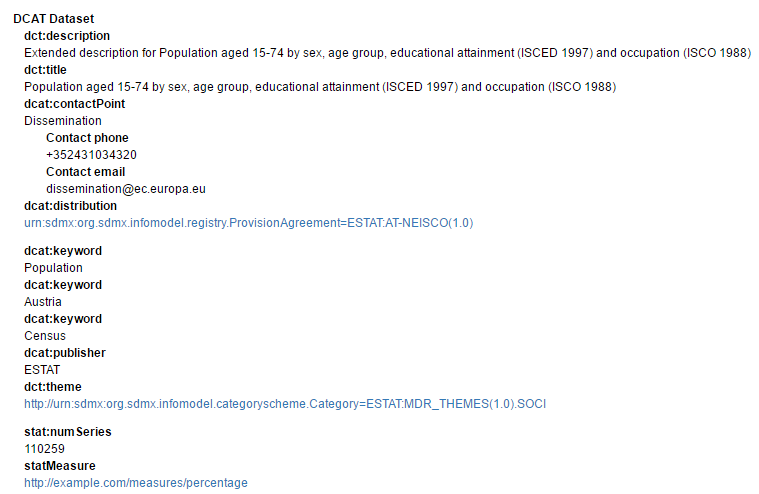 DCAT Dataset
dct:description
Extended description for Population aged 15-74 by sex, age group, educational attainment (ISCED 1997) and occupation (ISCO 1988)
dct:title
Population aged 15-74 by sex, age group, educational attainment (ISCED 1997) and occupation (ISCO 1988)
dcat:contactPoint
Dissemination
Contact phone
+352431034320
Contact email
dissemination@ec.europa.eu
dcat:distribution
urn:sdmx:org.sdmx.infomodel.registry.ProvisionAgreement=ESTAT:AT-NEISCO(1.0)
dcat:keyword
Population
dcat:keyword
Austria
dcat:keyword
Census
dcat:publisher
ESTAT
dct:theme
http://urn:sdmx:org.sdmx.infomodel.categoryscheme.Category=ESTAT:MDR_THEMES(1.0).SOCI
stat:numSeries
110259
statMeasure
http://example.com/measures/percentage